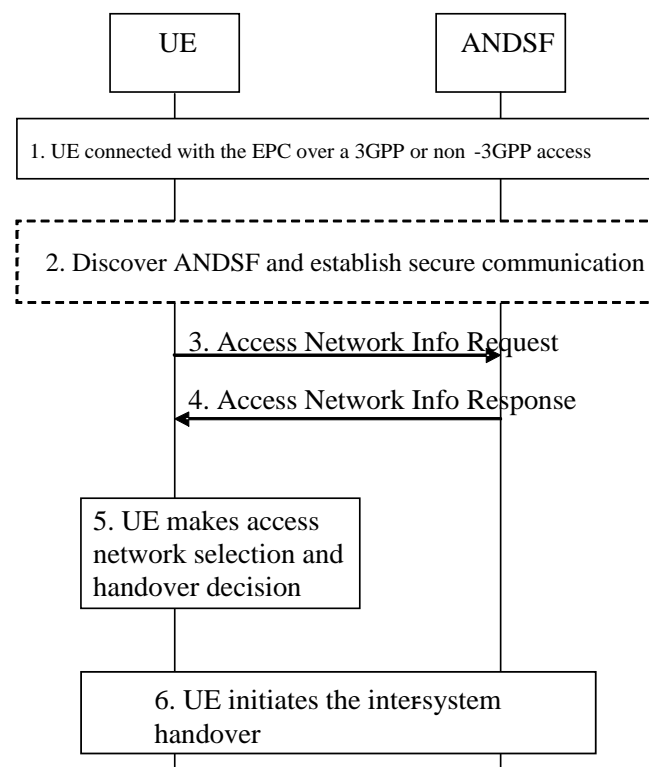 UE
ANDSF
1. UE connected with the EPC over a 3GPP or non -3GPP access
2. Discover ANDSF and establish secure communication
3. Access Network Info Request
4. Access Network Info Response
5. UE makes access
network selection and
handover decision
6. UE initiates the inter-system
handover